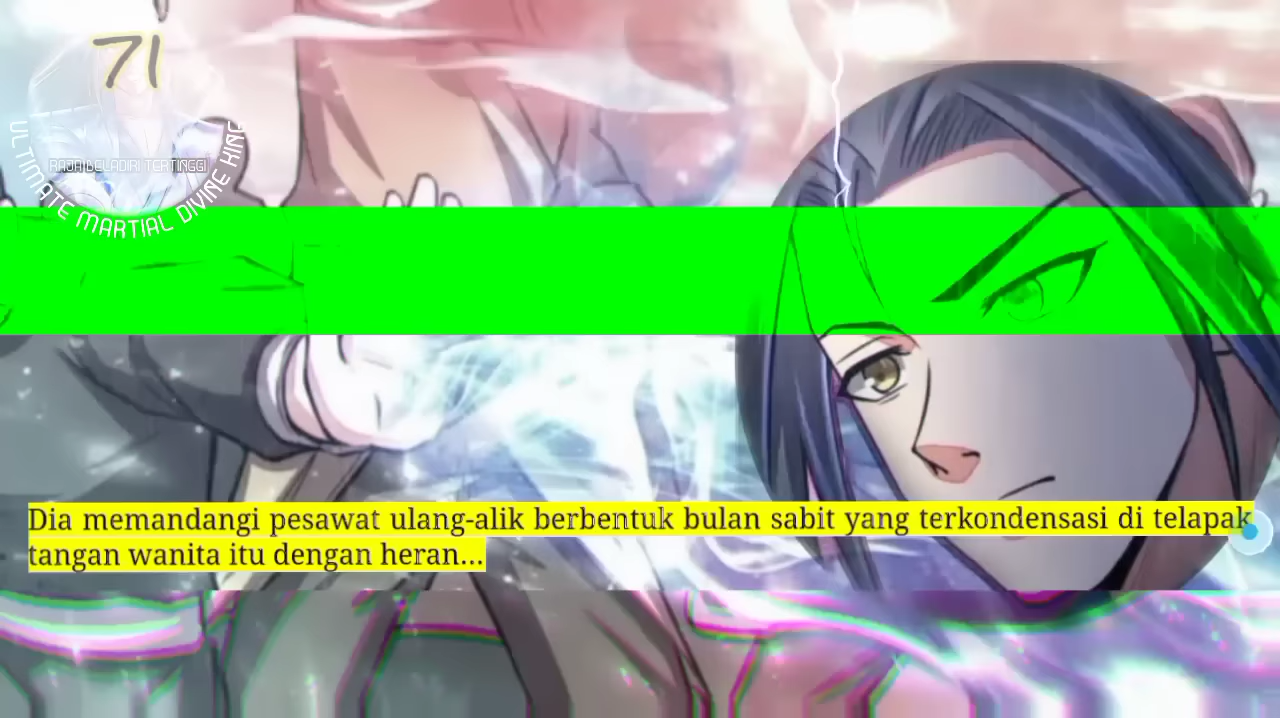 71
RAJA BELADIRI TERTINGGI
ULTIMATE MARTIAL DIVINE KING
Dia memandangi pesawat ulang-alik berbentuk bulan sabit yang terkondensasi di telapak
tangan wanita itu dengan heran...